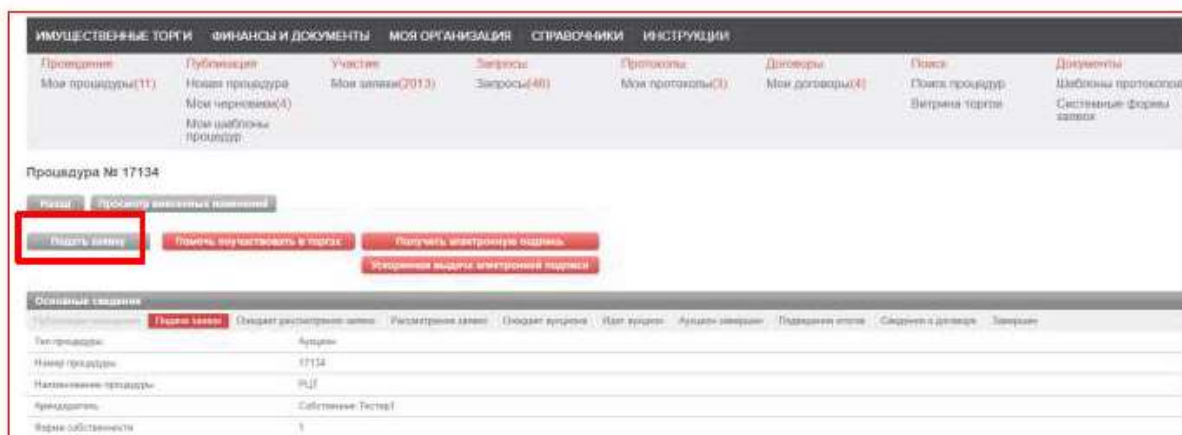 ИМУЩЕСТВЕННЫЕ ТОРГИ ФИНАНСЫ И ДОКУМЕНТЫ МОЯ ОРГАНИЗАЦИЯ СПРАВОЧНИКИ ИНСТРУКЦИИ
Проведение Публикация Участие Запросы Протоколы Договоры Поиск Документы
Мои процедуры(11) Новая процедура Мои заявки(2013) Запросы(46) Мои протоколы(3) Мои договоры(4) Поиск процедур Шаблоны протоколов
Мои черновики(4) Витрина торгов Системные формы заявок
Мои шаблоны процедур
Процедура № 17134
Назад Просмотр внесенных изменений
Подать заявку Помочь поучаствовать в торгах Получить электронную подпись
Ускоренная выдача электронной подписи
Основные сведения
Подача заявок Ожидает рассмотрения заявок Рассмотрение заявок Ожидает аукциона Идет аукцион Аукцион завершен Подведение итогов Сведения о договоре Завершен
Тип процедуры Аукцион
Номер процедуры 17134
Наименование процедуры РЦТ
Арендодатель Собственник Тестер1
Форма собственности 1